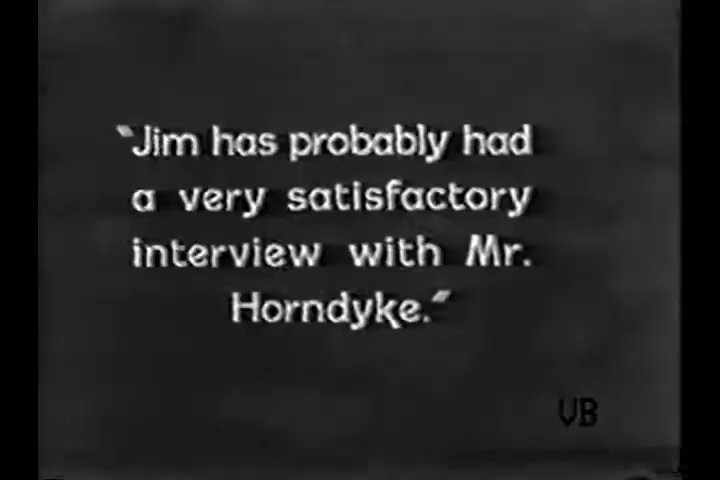 "Jim has probably had
a very satisfactory
interview with Mr.
Horndyke."
VB